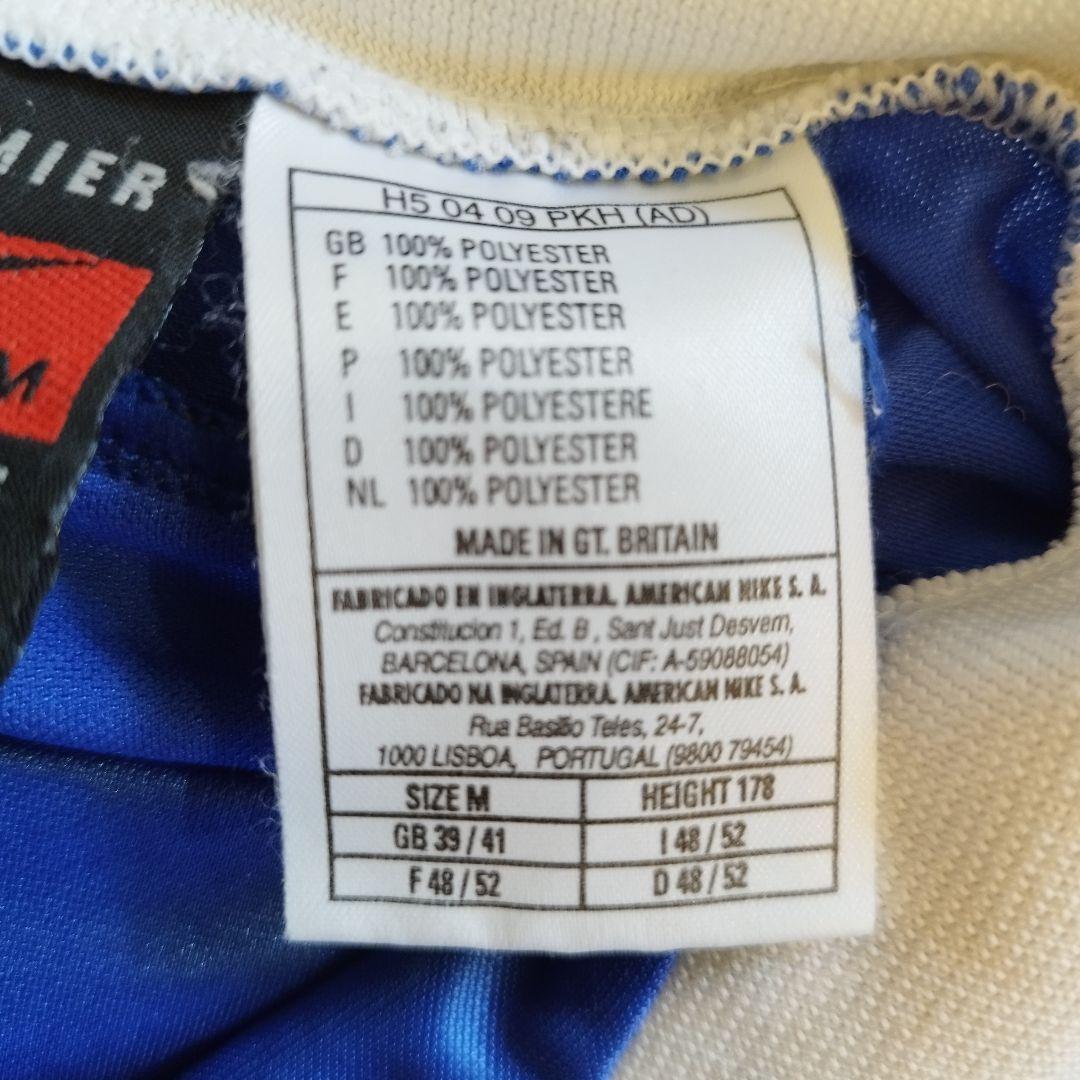 MIER
M
H5 04 09 PKH (AD)
GB 100% POLYESTER
F 100% POLYESTER
E 100% POLYESTER
P 100% POLYESTER
I 100% POLYESTERE
D 100% POLYESTER
NL 100% POLYESTER
MADE IN GT. BRITAIN
FABRICADO EN INGLATERRA. AMERICAN NIKE S. A.
Constitucion 1, Ed. B , Sant Just Desvern,
BARCELONA, SPAIN (CIF: A-59088054)
FABRICADO NA INGLATERRA. AMERICAN NIKE S. A.
Rua Basilio Teles, 24-7,
1000 LISBOA, PORTUGAL (9800 79454)
SIZE M HEIGHT 178
GB 39 / 41 I 48 / 52
F 48 / 52 D 48 / 52